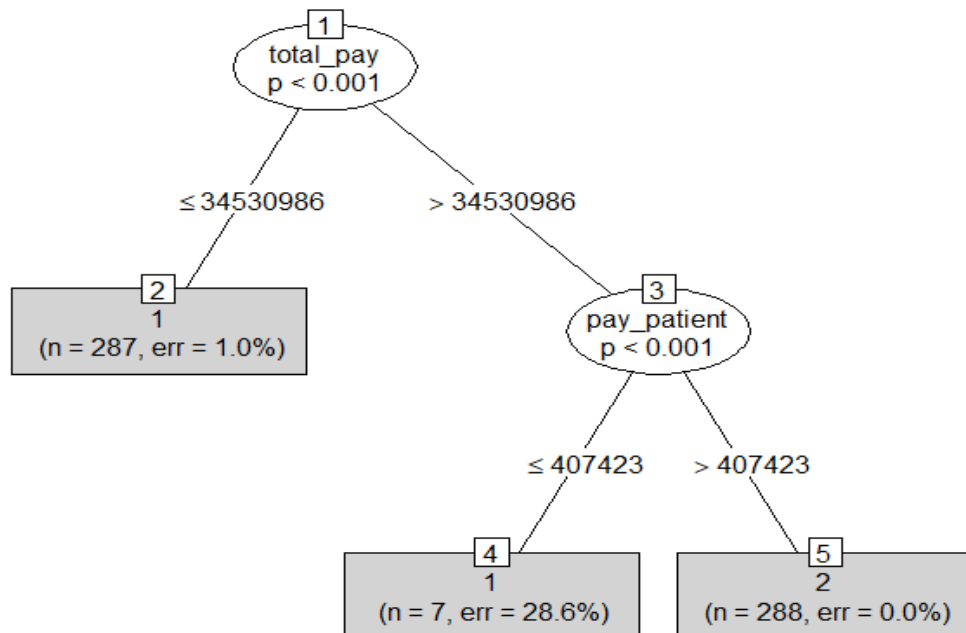 1
total_pay
p < 0.001
≤ 34530986
> 34530986
2
1
(n = 287, err = 1.0%)
3
pay_patient
p < 0.001
≤ 407423
> 407423
4
1
(n = 7, err = 28.6%)
5
2
(n = 288, err = 0.0%)